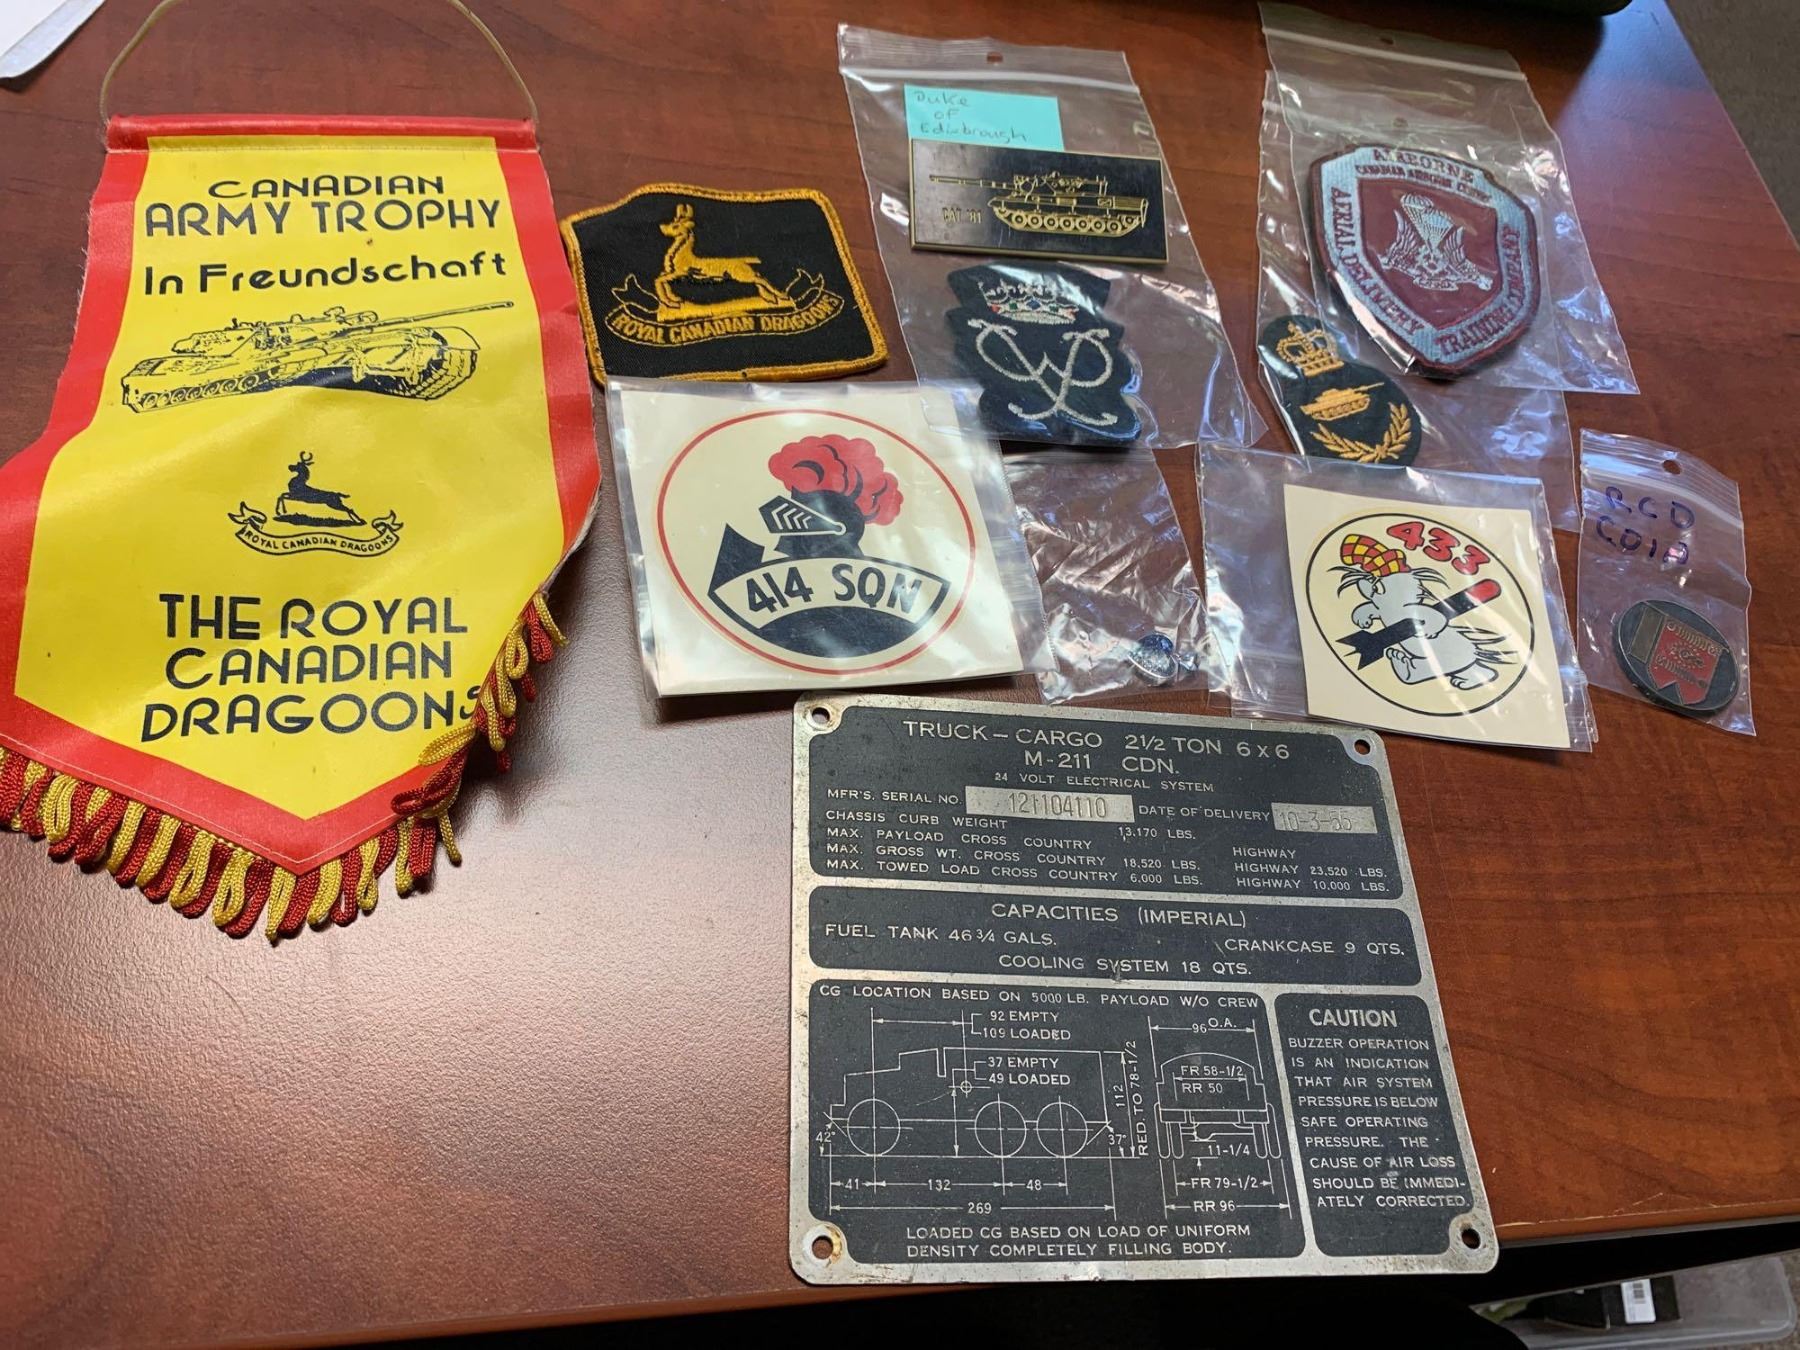 CANADIAN
ARMY TROPHY
In Freundschaft
ROYAL CANADIAN DRAGOONS
THE ROYAL
CANADIAN
DRAGOONS
ROYAL CANADIAN DRAGOONS
Duke
of
Edinbrough
CAT '81
AIRBORNE
AERIAL DELIVERY
TRAINING COMPANY
414 SQN
433
RCD
COIN
TRUCK – CARGO 2½ TON 6 x 6
M-211 CDN.
24 VOLT ELECTRICAL SYSTEM
MFR'S. SERIAL NO. 121104110 DATE OF DELIVERY 10-3-55
CHASSIS CURB WEIGHT 13,170 LBS.
MAX. PAYLOAD CROSS COUNTRY HIGHWAY
MAX. GROSS WT. CROSS COUNTRY 18,520 LBS. HIGHWAY 23,520 LBS.
MAX. TOWED LOAD CROSS COUNTRY 6,000 LBS. HIGHWAY 10,000 LBS.
CAPACITIES (IMPERIAL)
FUEL TANK 46 ¾ GALS. CRANKCASE 9 QTS.
COOLING SYSTEM 18 QTS.
CG LOCATION BASED ON 5000 LB. PAYLOAD W/O CREW
92 EMPTY
109 LOADED
37 EMPTY
49 LOADED
112
RED. TO 78-1/2
42°
37°
41
132
48
269
96 O.A.
FR 58-1/2
RR 50
11-1/4
FR 79-1/2
RR 96
LOADED CG BASED ON LOAD OF UNIFORM
DENSITY COMPLETELY FILLING BODY.
CAUTION
BUZZER OPERATION
IS AN INDICATION
THAT AIR SYSTEM
PRESSURE IS BELOW
SAFE OPERATING
PRESSURE. THE
CAUSE OF AIR LOSS
SHOULD BE IMMEDI-
ATELY CORRECTED.